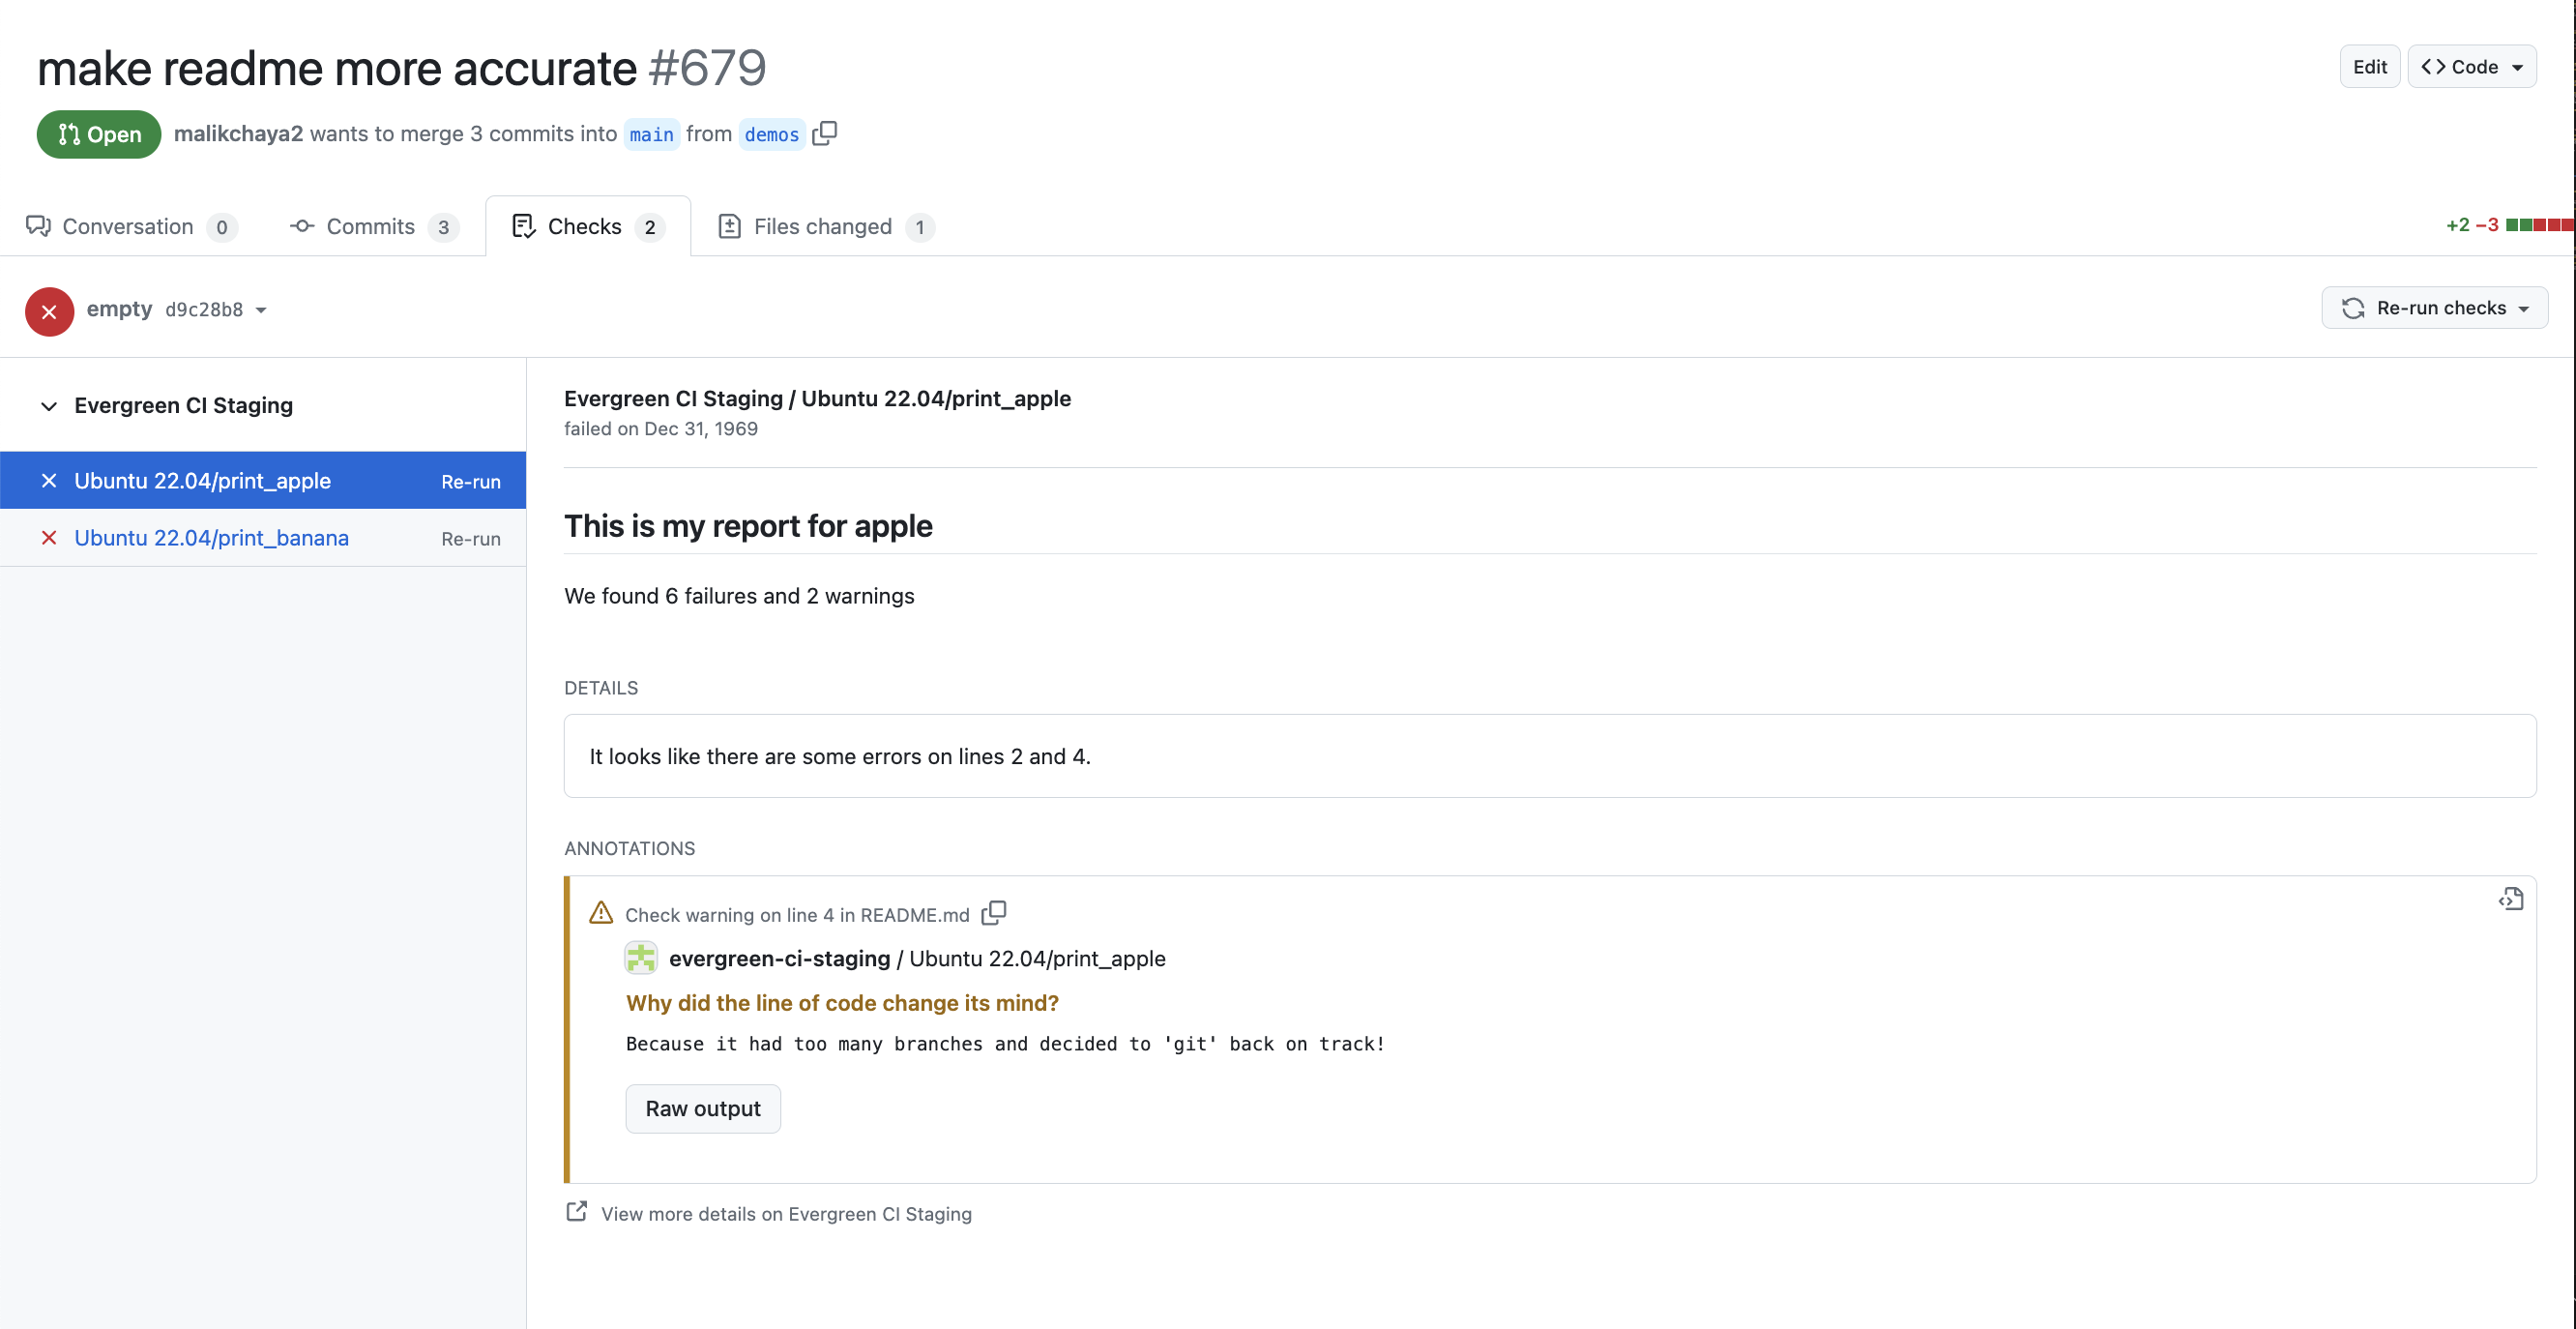 make readme more accurate #679
Edit
Code
Open
malikchaya2 wants to merge 3 commits into main from demos
Conversation 0
Commits 3
Checks 2
Files changed 1
+2 −3
empty d9c28b8
Re-run checks
Evergreen CI Staging
Ubuntu 22.04/print_apple Re-run
Ubuntu 22.04/print_banana Re-run
Evergreen CI Staging / Ubuntu 22.04/print_apple
failed on Dec 31, 1969
This is my report for apple
We found 6 failures and 2 warnings
DETAILS
It looks like there are some errors on lines 2 and 4.
ANNOTATIONS
Check warning on line 4 in README.md
evergreen-ci-staging / Ubuntu 22.04/print_apple
Why did the line of code change its mind?
Because it had too many branches and decided to 'git' back on track!
Raw output
View more details on Evergreen CI Staging